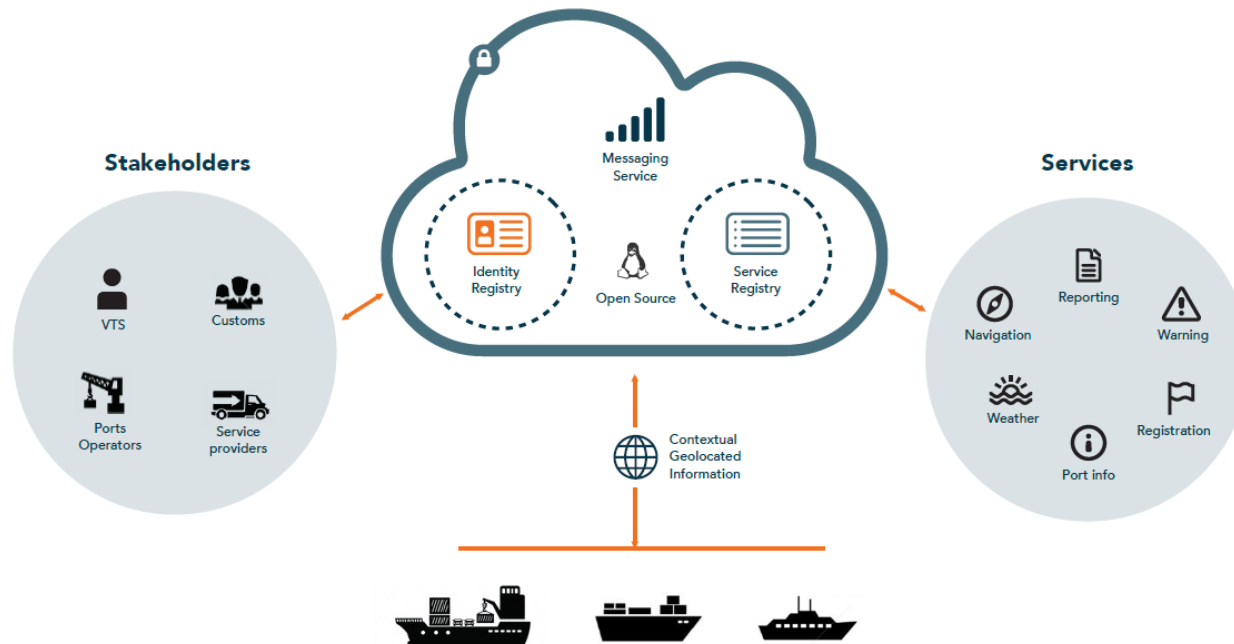 Messaging
Service
Stakeholders
Services
Identity
Registry
Open Source
Service
Registry
VTS
Customs
Ports
Operators
Service
providers
Reporting
Navigation
Warning
Weather
Registration
Port info
Contextual
Geolocated
Information